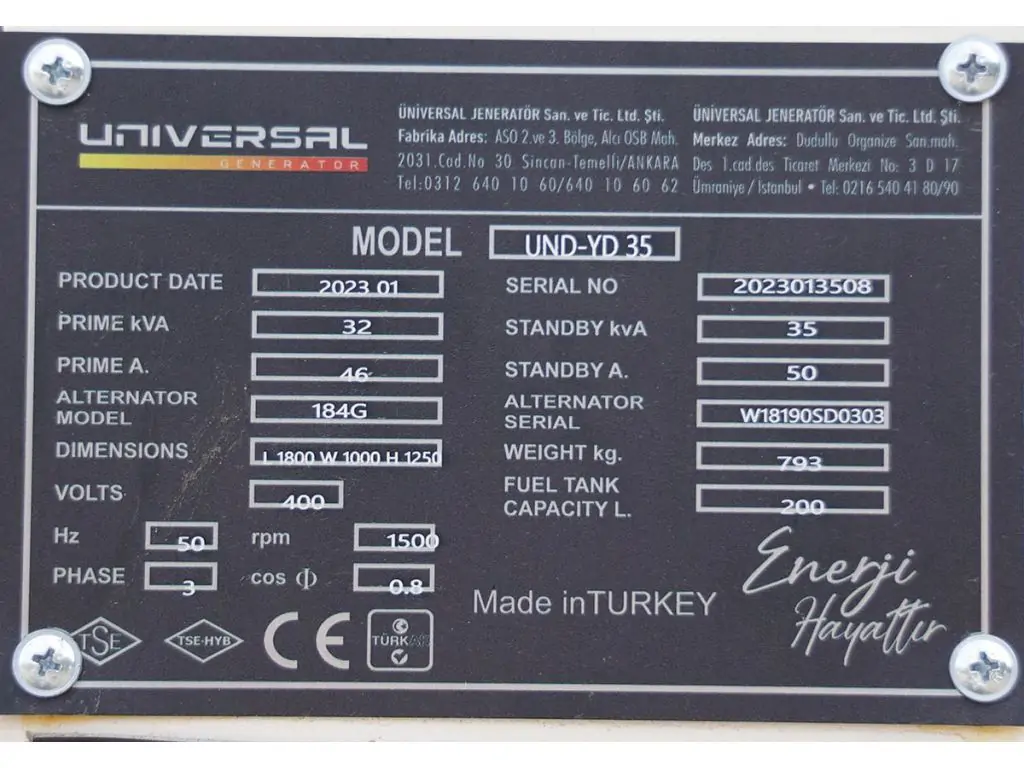 UNIVERSAL
GENERATOR
ÜNİVERSAL JENERATÖR San. ve Tic. Ltd. Şti.
Fabrika Adres: ASO 2.ve 3. Bölge, Alcı OSB Mah.
2031.Cad.No 30 Sincan-Temelli/ANKARA
Tel:0312 640 10 60/640 10 60 62
ÜNİVERSAL JENERATÖR San. ve Tic. Ltd. Şti.
Merkez Adres: Dudullu Organize San.mah.
Des 1.cad.des Ticaret Merkezi No: 3 D 17
Ümraniye / İstanbul • Tel: 0216 540 41 80/90
MODEL UND-YD 35
PRODUCT DATE 2023 01
SERIAL NO 2023013508
PRIME kVA 32
STANDBY kvA 35
PRIME A. 46
STANDBY A. 50
ALTERNATOR
MODEL 184G
ALTERNATOR
SERIAL W18190SD0303
DIMENSIONS L 1800 W 1000 H 1250
WEIGHT kg. 793
VOLTS 400
FUEL TANK
CAPACITY L. 200
Hz 50 rpm 1500
PHASE 3 cos Φ 0.8
Made inTURKEY
Enerji
Hayattır
TSE
TSE-HYB
CE
TÜRKAK